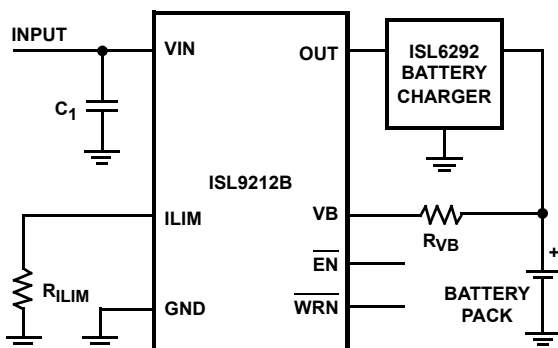 INPUT
VIN
C1
ILIM
RILIM
GND
ISL9212B
OUT
VB
EN
WRN
ISL6292
BATTERY
CHARGER
RVB
+
BATTERY
PACK